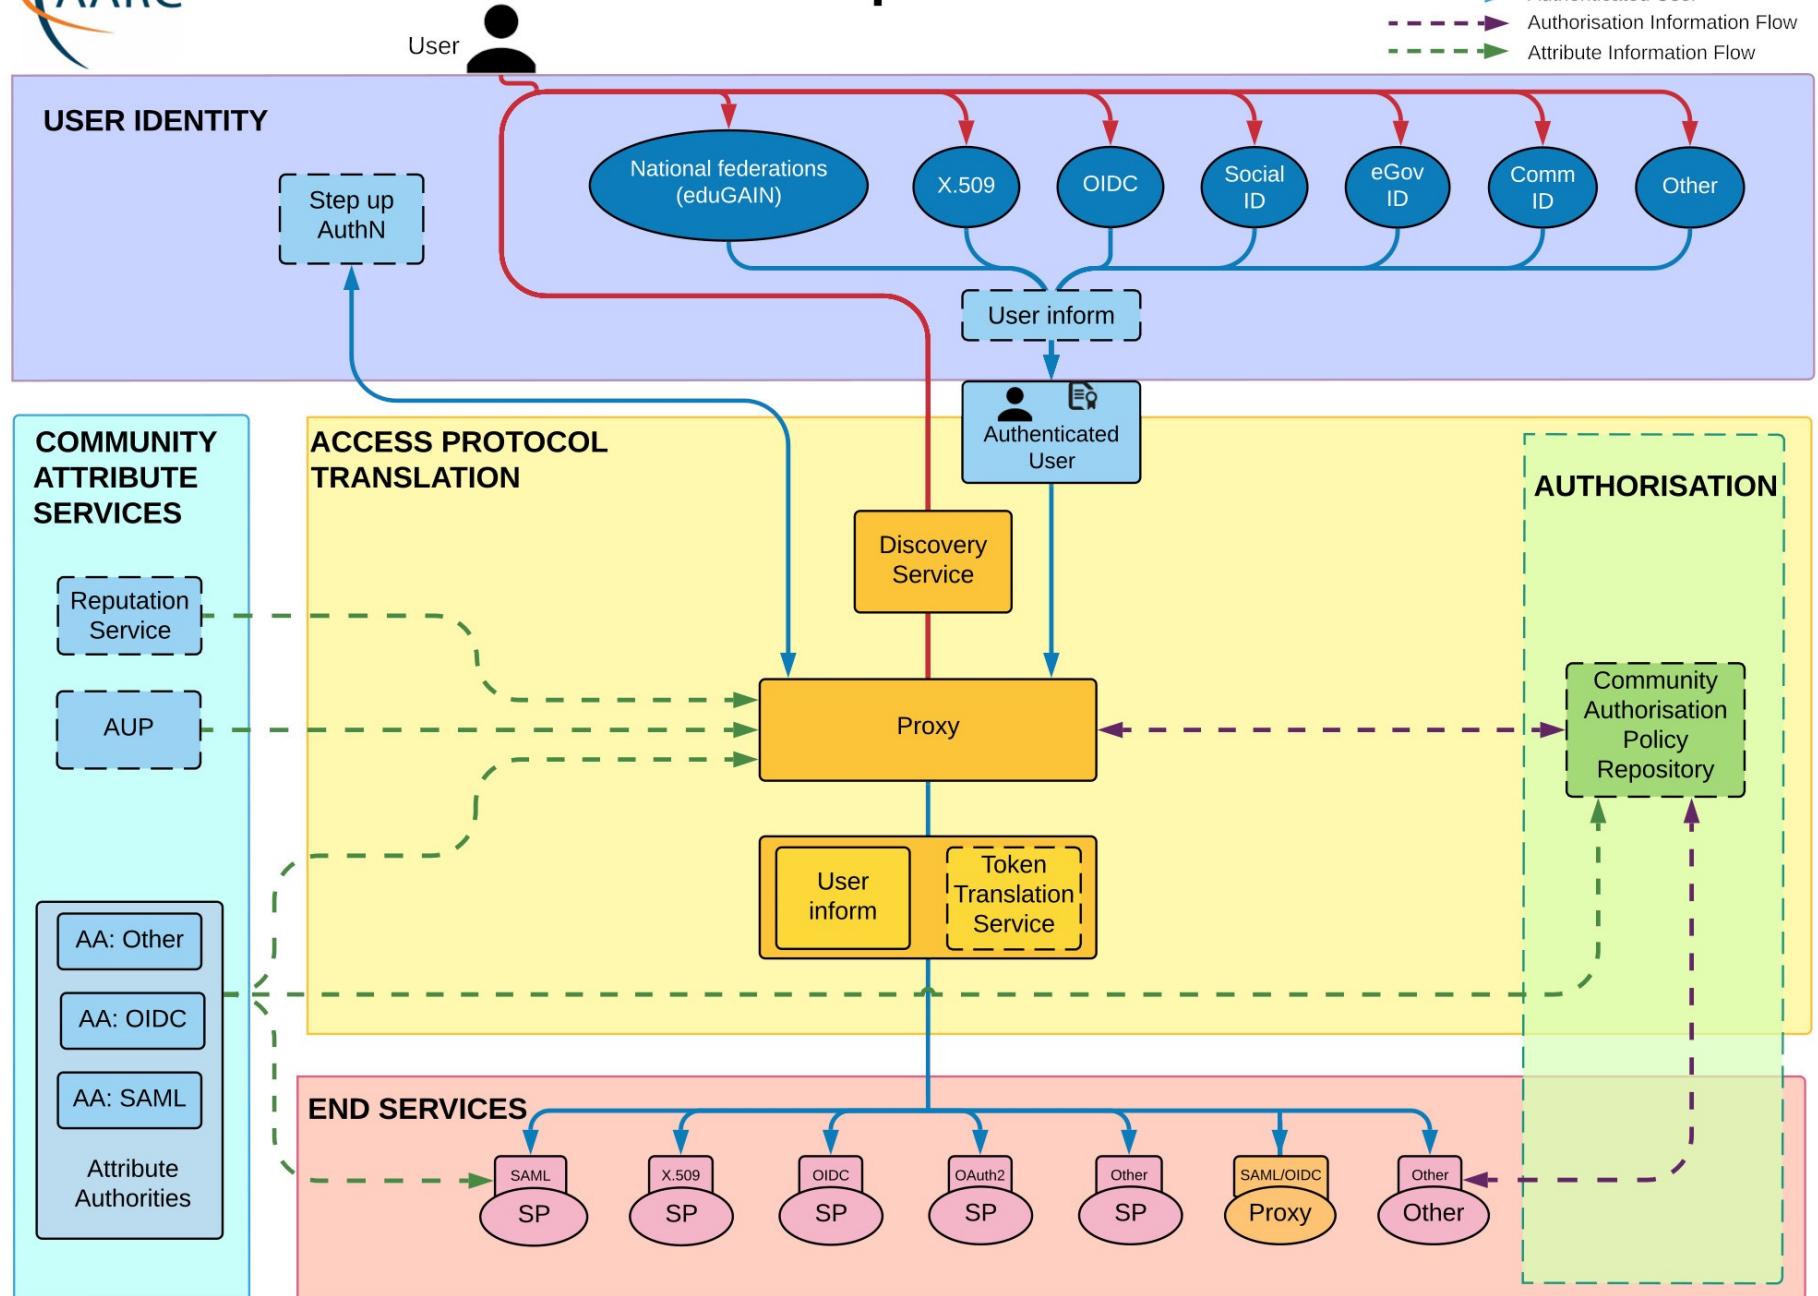 User
Authorisation Information Flow
Attribute Information Flow
USER IDENTITY
National federations
(eduGAIN)
X.509
OIDC
Social
ID
eGov
ID
Comm
ID
Other
Step up
AuthN
User inform
Authenticated
User
COMMUNITY
ATTRIBUTE
SERVICES
ACCESS PROTOCOL
TRANSLATION
AUTHORISATION
Discovery
Service
Reputation
Service
AUP
Proxy
Community
Authorisation
Policy
Repository
User
inform
Token
Translation
Service
AA: Other
AA: OIDC
AA: SAML
Attribute
Authorities
END SERVICES
SAML
SP
X.509
SP
OIDC
SP
OAuth2
SP
Other
SP
SAML/OIDC
Proxy
Other
Other